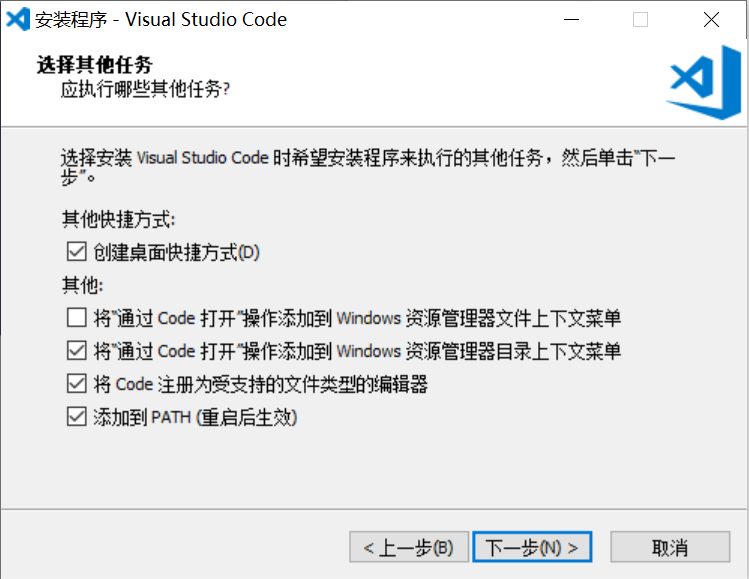 安装程序 - Visual Studio Code
选择其他任务
应执行哪些其他任务?
选择安装 Visual Studio Code 时希望安装程序来执行的其他任务，然后单击“下一
步”。
其他快捷方式:
创建桌面快捷方式(D)
其他:
将“通过 Code 打开”操作添加到 Windows 资源管理器文件上下文菜单
将“通过 Code 打开”操作添加到 Windows 资源管理器目录上下文菜单
将 Code 注册为受支持的文件类型的编辑器
添加到 PATH (重启后生效)
< 上一步(B) 下一步(N) > 取消